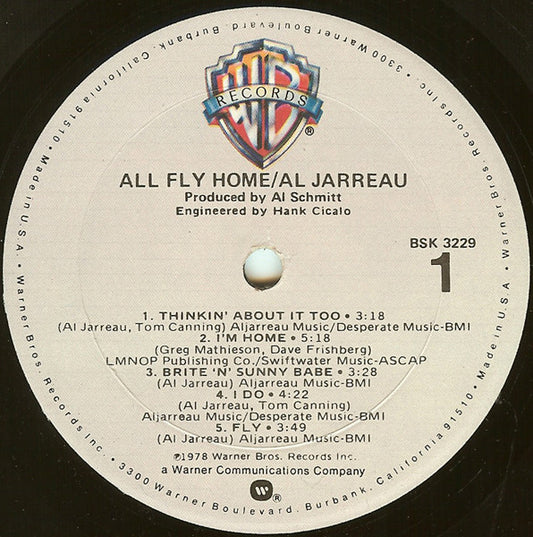 WB
RECORDS
®
ALL FLY HOME/AL JARREAU
Produced by Al Schmitt
Engineered by Hank Cicalo
BSK 3229
1
1. THINKIN' ABOUT IT TOO • 3:18
(Al Jarreau, Tom Canning) Aljarreau Music/Desperate Music-BMI
2. I'M HOME • 5:18
(Greg Mathieson, Dave Frishberg)
LMNOP Publishing Co./Swiftwater Music-ASCAP
3. BRITE 'N' SUNNY BABE • 3:28
(Al Jarreau) Aljarreau Music-BMI
4. I DO • 4:22
(Al Jarreau, Tom Canning)
Aljarreau Music/Desperate Music-BMI
5. FLY • 3:49
(Al Jarreau) Aljarreau Music-BMI
℗1978 Warner Bros. Records Inc.
a Warner Communications Company
W®
Warner Bros. Records Inc. • 3300 Warner Boulevard, Burbank, California 91510 • Made in U.S.A. • Warner Bros. Records Inc. • 3300 Warner Boulevard, Burbank, California 91510 • Made in U.S.A. •